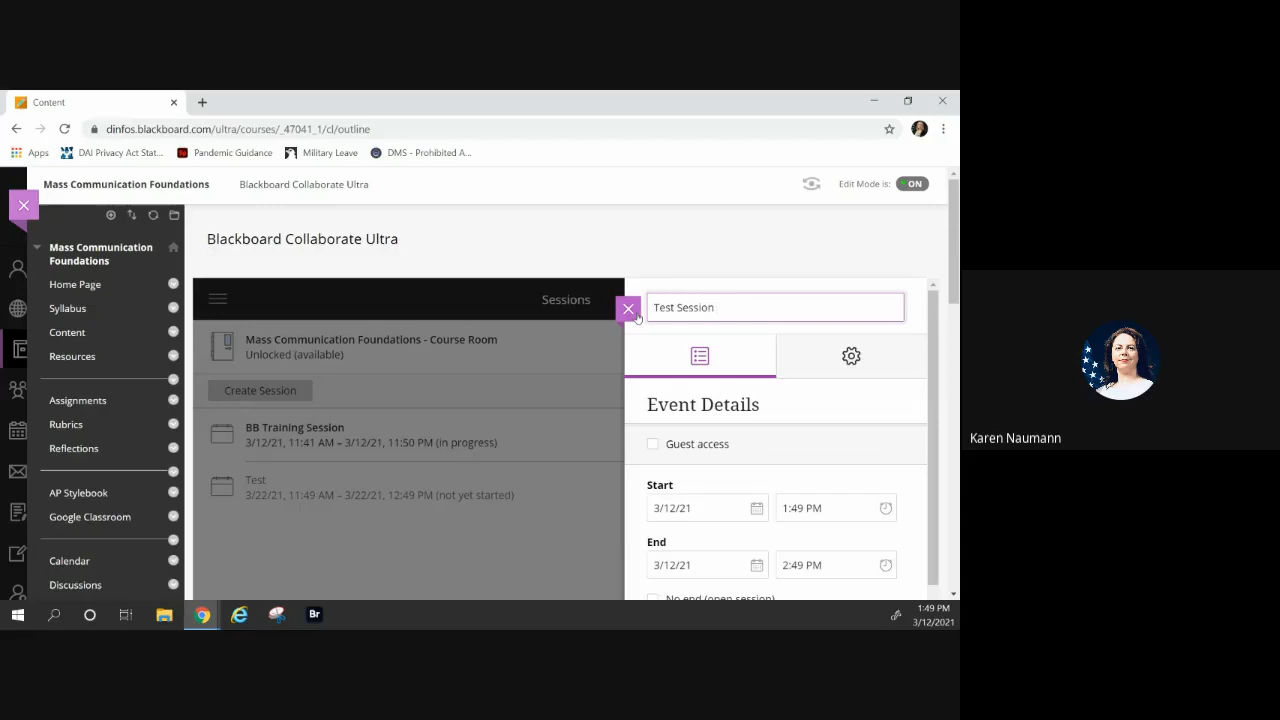 Content
dinfos.blackboard.com/ultra/courses/_47041_1/cl/outline
Apps DAI Privacy Act Stat... Pandemic Guidance Military Leave DMS - Prohibited A...
Mass Communication Foundations Blackboard Collaborate Ultra Edit Mode is: ON
Mass Communication
Foundations
Home Page
Syllabus
Content
Resources
Assignments
Rubrics
Reflections
AP Stylebook
Google Classroom
Calendar
Discussions
Blackboard Collaborate Ultra
Sessions
Mass Communication Foundations - Course Room
Unlocked (available)
Create Session
BB Training Session
3/12/21, 11:41 AM – 3/12/21, 11:50 PM (in progress)
Test
3/22/21, 11:49 AM – 3/22/21, 12:49 PM (not yet started)
Test Session
Event Details
Guest access
Start
3/12/21 1:49 PM
End
3/12/21 2:49 PM
No end (open session)
Br
1:49 PM
3/12/2021
Karen Naumann